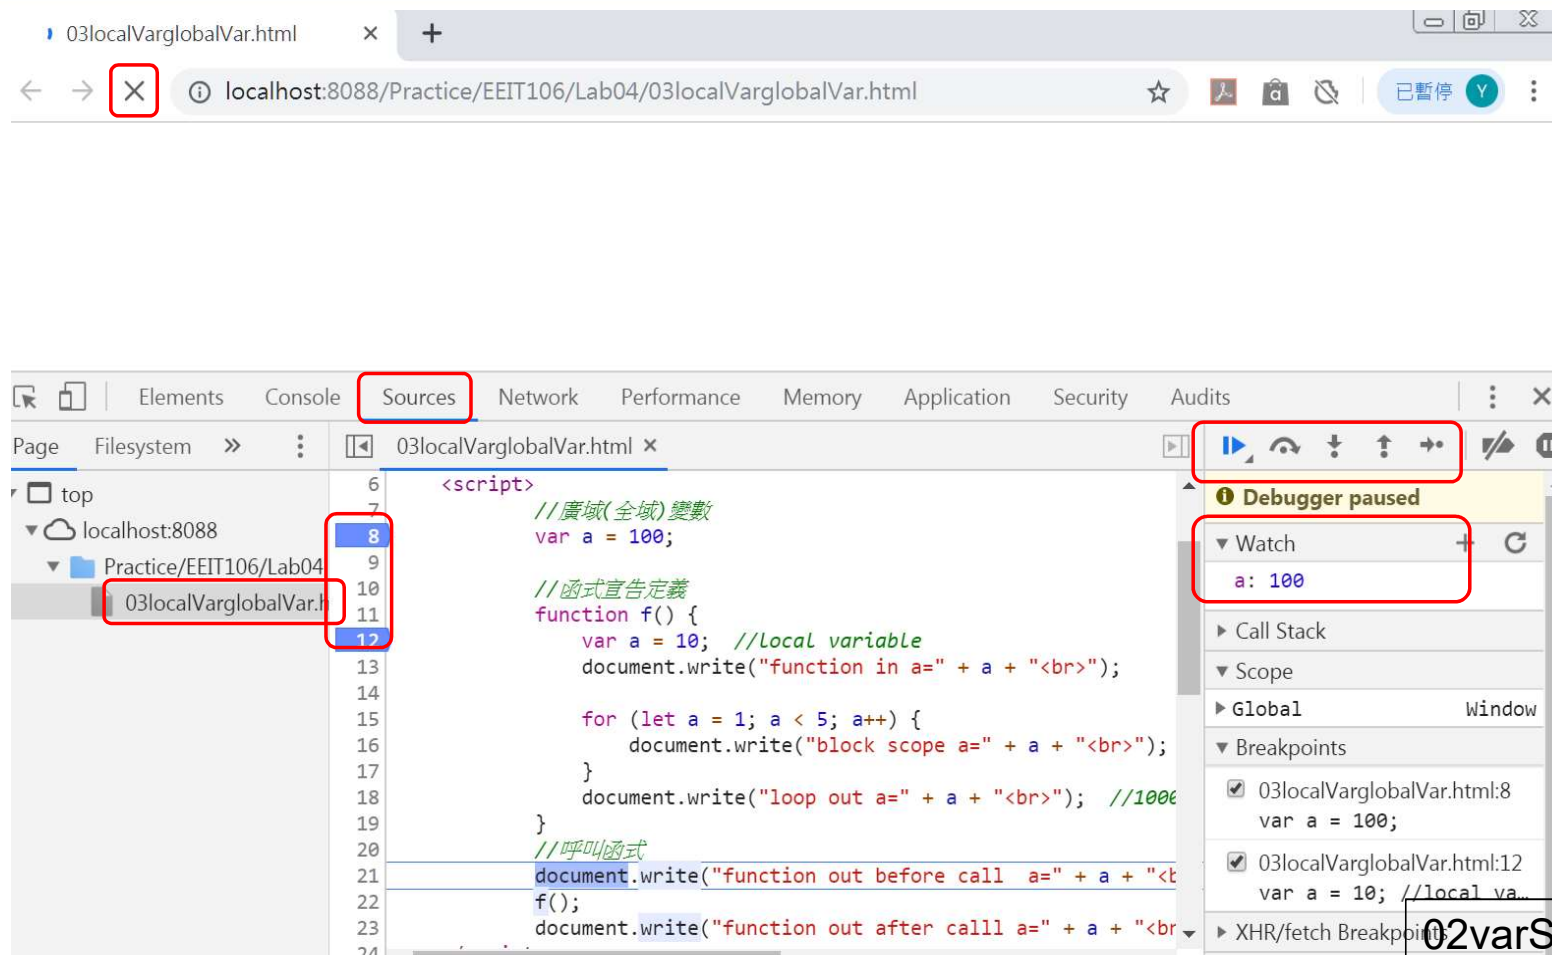 03localVarglobalVar.html
localhost:8088/Practice/EEIT106/Lab04/03localVarglobalVar.html
已暫停 Y
Elements Console Sources Network Performance Memory Application Security Audits
Page Filesystem
top
localhost:8088
Practice/EEIT106/Lab04
03localVarglobalVar.h
03localVarglobalVar.html
6 <script>
7 //廣域(全域)變數
8 var a = 100;
9
10 //函式宣告定義
11 function f() {
12 var a = 10; //local variable
13 document.write("function in a=" + a + "<br>");
14
15 for (let a = 1; a < 5; a++) {
16 document.write("block scope a=" + a + "<br>");
17 }
18 document.write("loop out a=" + a + "<br>"); //1000
19 }
20 //呼叫函式
21 document.write("function out before call a=" + a + "<b
22 f();
23 document.write("function out after calll a=" + a + "<br
24
Debugger paused
Watch
a: 100
Call Stack
Scope
Global Window
Breakpoints
03localVarglobalVar.html:8
var a = 100;
03localVarglobalVar.html:12
var a = 10; //local va…
XHR/fetch Breakpoints
02varS